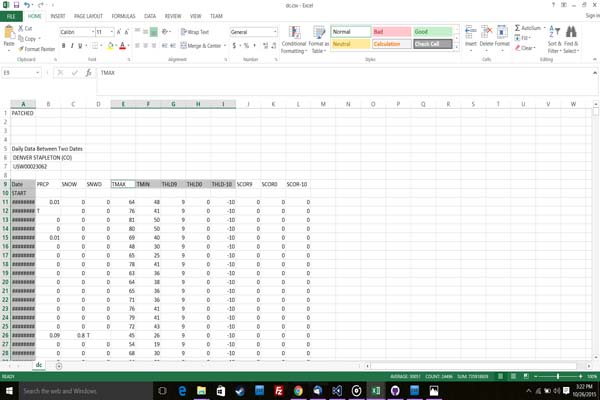 dc.csv - Excel
Sign in
FILE HOME INSERT PAGE LAYOUT FORMULAS DATA REVIEW VIEW TEAM
Paste Cut Copy Format Painter Calibri 11 Wrap Text Merge & Center General Conditional Formatting Format as Table Normal Bad Good Neutral Calculation Check Cell Insert Delete Format AutoSum Fill Clear Sort & Filter Find & Select
Clipboard Font Alignment Number Styles Cells Editing
E9 fx TMAX
A B C D E F G H I J K L M N O P Q R S T U V W
1 PATCHED
2
3
4
5 Daily Data Between Two Dates
6 DENVER STAPLETON (CO)
7 USW00023062
8
9 Date PRCP SNOW SNWD TMAX TMIN THLD9 THLD0 THLD-10 SCOR9 SCOR0 SCOR-10
10 START
11 ######## 0.01 0 0 64 48 9 0 -10 0 0 0
12 ######## T 0 0 76 41 9 0 -10 0 0 0
13 ######## 0 0 0 81 50 9 0 -10 0 0 0
14 ######## 0 0 0 80 50 9 0 -10 0 0 0
15 ######## 0.01 0 0 69 40 9 0 -10 0 0 0
16 ######## 0 0 0 48 30 9 0 -10 0 0 0
17 ######## 0 0 0 65 25 9 0 -10 0 0 0
18 ######## 0 0 0 78 41 9 0 -10 0 0 0
19 ######## 0 0 0 63 36 9 0 -10 0 0 0
20 ######## 0 0 0 64 38 9 0 -10 0 0 0
21 ######## 0 0 0 65 36 9 0 -10 0 0 0
22 ######## 0 0 0 71 36 9 0 -10 0 0 0
23 ######## 0 0 0 76 41 9 0 -10 0 0 0
24 ######## 0 0 0 79 41 9 0 -10 0 0 0
25 ######## 0 0 0 72 43 9 0 -10 0 0 0
26 ######## 0.09 0.8 T 45 26 9 0 -10 0 0 0
27 ######## 0 0 0 54 19 9 0 -10 0 0 0
28 ######## 0 0 0 68 30 9 0 -10 0 0 0
dc
READY AVERAGE: 30051 COUNT: 24496 100%
Search the web and Windows
3:22 PM
10/26/2015